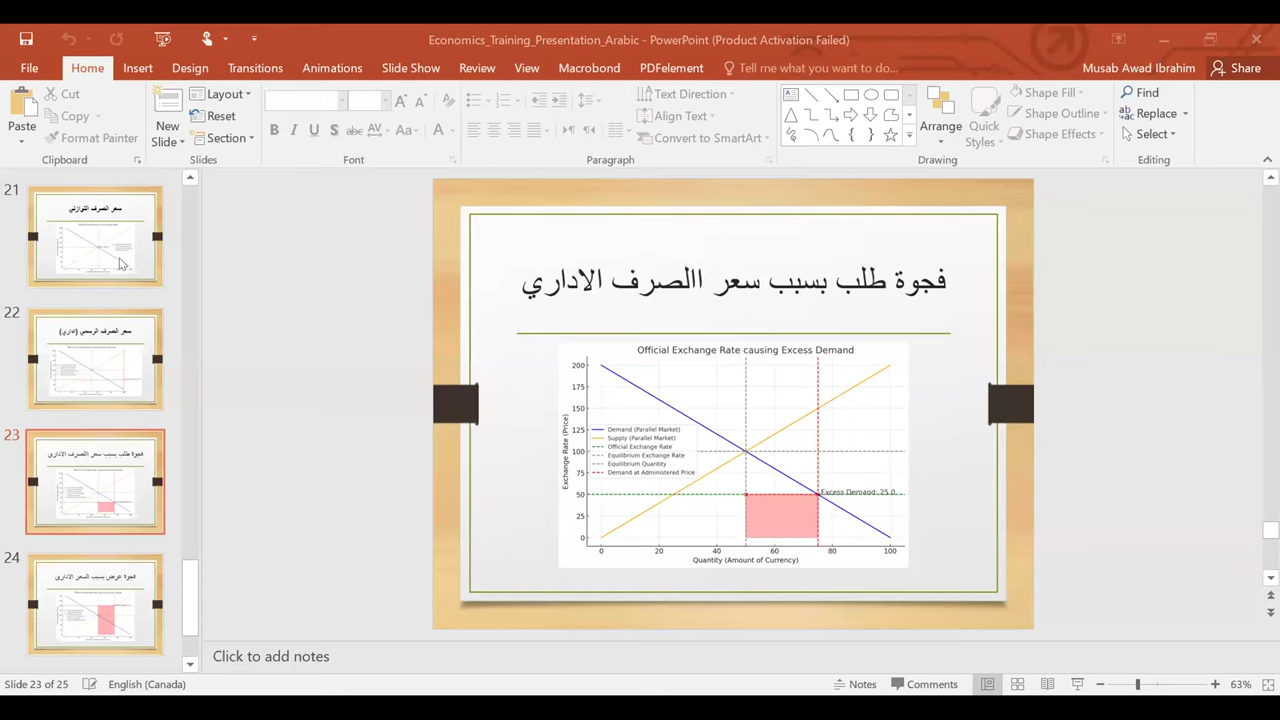 Economics_Training_Presentation_Arabic - PowerPoint (Product Activation Failed)
File Home Insert Design Transitions Animations Slide Show Review View Macrobond PDFelement Tell me what you want to do... Musab Awad Ibrahim Share
Paste
Cut
Copy
Format Painter
Clipboard
New
Slide
Layout
Reset
Section
Slides
Font
Text Direction
Align Text
Convert to SmartArt
Paragraph
Arrange
Quick
Styles
Shape Fill
Shape Outline
Shape Effects
Drawing
Find
Replace
Select
Editing
21
سعر الصرف التوازني
22
سعر الصرف الرسمي (اداري)
23
فجوة طلب بسبب سعر االصرف الاداري
24
فجوة عرض بسبب السعر الاداري
فجوة طلب بسبب سعر االصرف الاداري
Official Exchange Rate causing Excess Demand
Exchange Rate (Price)
200
175
150
125
100
75
50
25
0
Demand (Parallel Market)
Supply (Parallel Market)
Official Exchange Rate
Equilibrium Exchange Rate
Equilibrium Quantity
Demand at Administered Price
Excess Demand: 25.0
0 20 40 60 80 100
Quantity (Amount of Currency)
Click to add notes
Slide 23 of 25 English (Canada) Notes Comments 63%